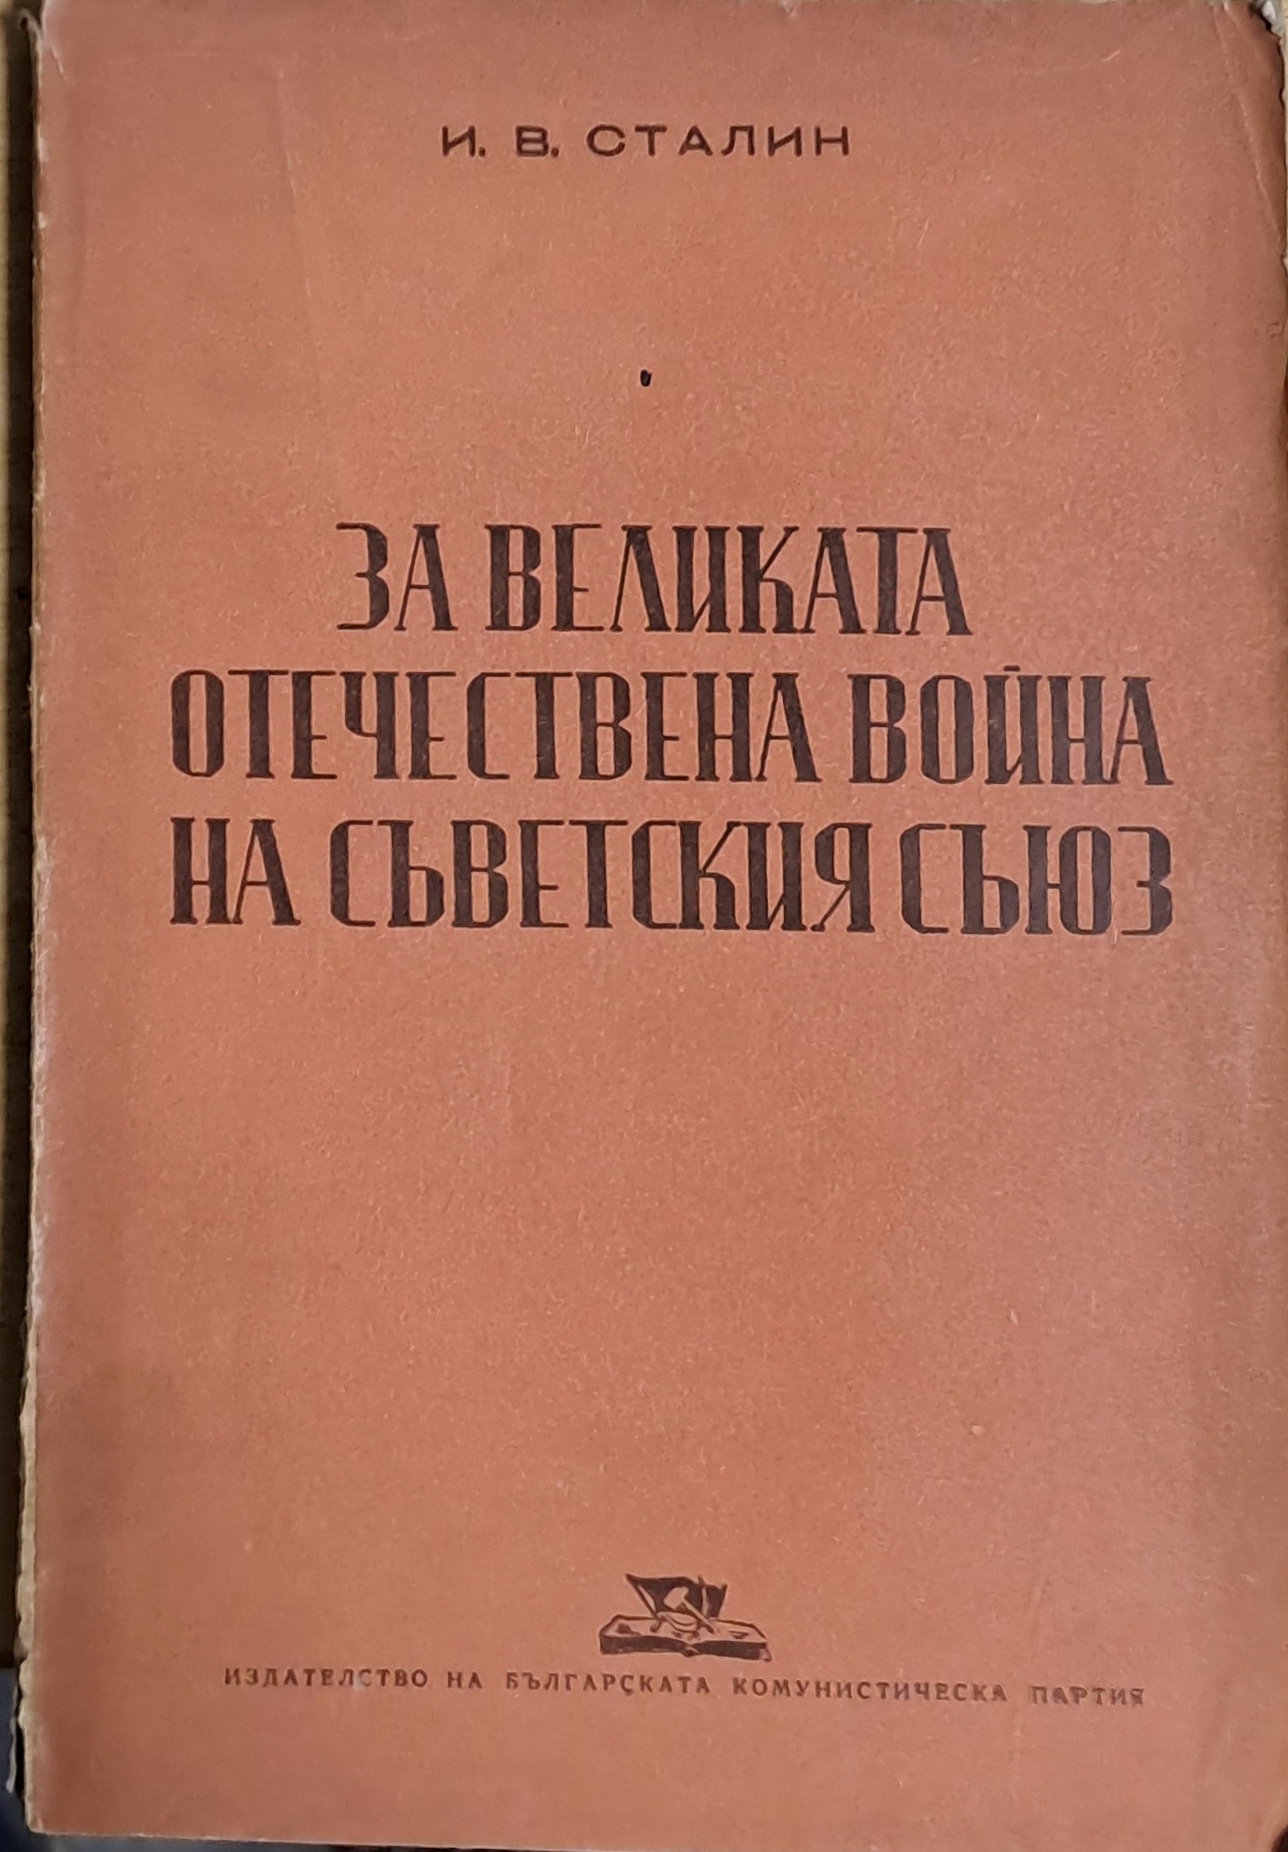 И. В. СТАЛИН
ЗА ВЕЛИКАТА
ОТЕЧЕСТВЕНА ВОЙНА
НА СЪВЕТСКИЯ СЪЮЗ
ИЗДАТЕЛСТВО НА БЪЛГАРСКАТА КОМУНИСТИЧЕСКА ПАРТИЯ